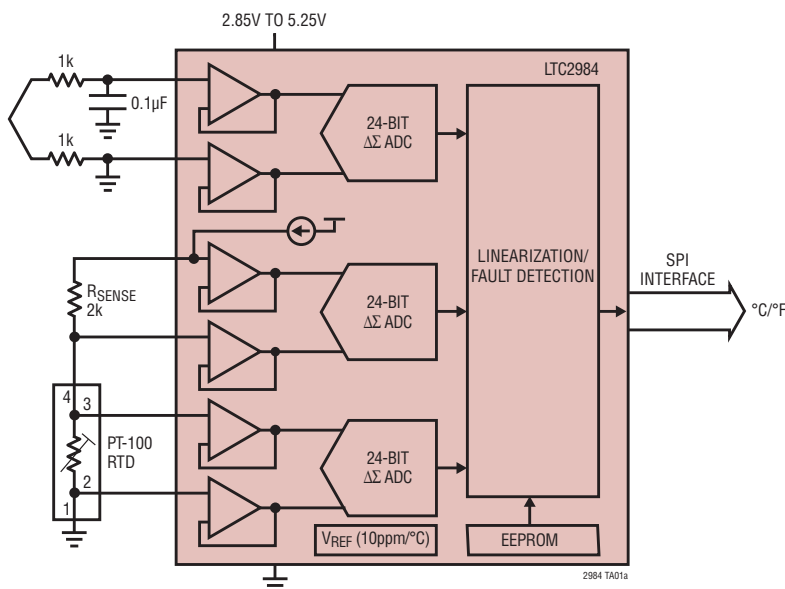 2.85V TO 5.25V
LTC2984
1k
0.1µF
1k
24-BIT
ΔΣ ADC
LINEARIZATION/
FAULT DETECTION
SPI
INTERFACE
°C/°F
RSENSE
2k
24-BIT
ΔΣ ADC
4
3
PT-100
RTD
2
1
24-BIT
ΔΣ ADC
VREF (10ppm/°C)
EEPROM
2984 TA01a